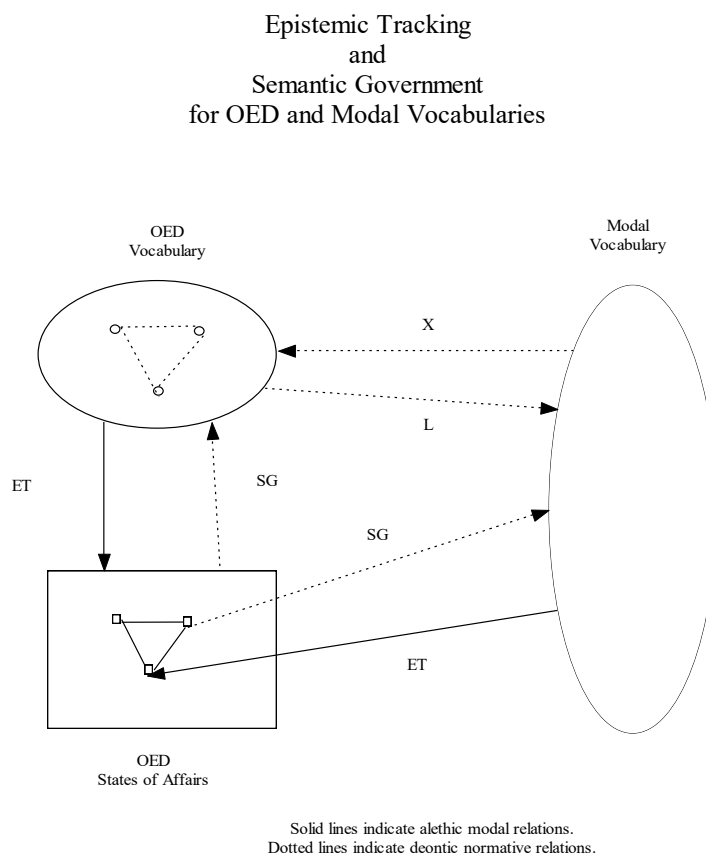 Epistemic Tracking
and
Semantic Government
for OED and Modal Vocabularies
OED
Vocabulary
Modal
Vocabulary
X
L
ET
SG
SG
ET
OED
States of Affairs
Solid lines indicate alethic modal relations.
Dotted lines indicate deontic normative relations.